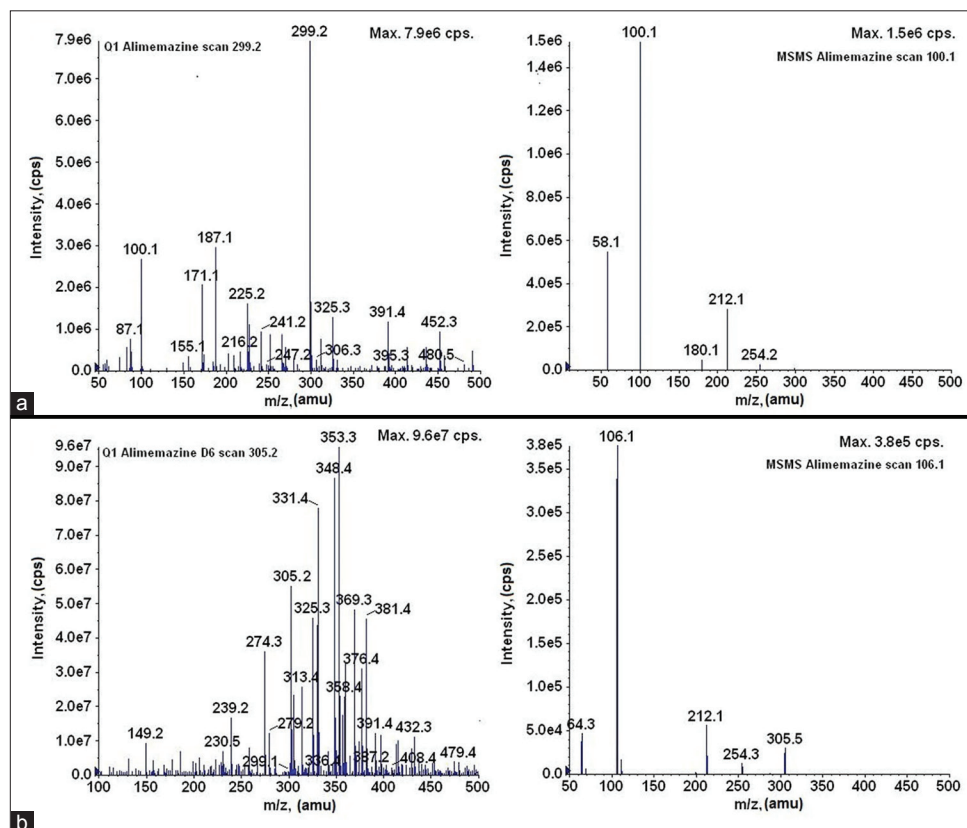 7.9e6
Q1 Alimemazine scan 299.2
299.2
Max. 7.9e6 cps.
7.0e6
6.0e6
5.0e6
4.0e6
3.0e6
2.0e6
1.0e6
0.0
Intensity, (cps)
100.1
187.1
171.1
225.2
87.1
155.1
216.2
241.2
247.2
325.3
306.3
391.4
395.3
452.3
480.5
50 100 150 200 250 300 350 400 450 500
m/z, (amu)
1.5e6
100.1
Max. 1.5e6 cps.
MSMS Alimemazine scan 100.1
1.4e6
1.2e6
1.0e6
8.0e5
6.0e5
4.0e5
2.0e5
0.0
Intensity, (cps)
58.1
212.1
180.1
254.2
50 100 150 200 250 300 350 400 450 500
m/z, (amu)
a
9.6e7
Q1 Alimemazine D6 scan 305.2
353.3
Max. 9.6e7 cps.
9.0e7
8.0e7
7.0e7
6.0e7
5.0e7
4.0e7
3.0e7
2.0e7
1.0e7
0.0
Intensity, (cps)
348.4
331.4
305.2
325.3
369.3
381.4
274.3
376.4
313.4
358.4
239.2
279.2
391.4
432.3
149.2
230.5
299.1
387.2
408.4
479.4
100 150 200 250 300 350 400 450 500
m/z, (amu)
3.8e5
106.1
Max. 3.8e5 cps.
MSMS Alimemazine scan 106.1
3.5e5
3.0e5
2.5e5
2.0e5
1.5e5
1.0e5
5.0e4
0.0
Intensity, (cps)
64.3
212.1
254.3
305.5
50 100 150 200 250 300 350 400 450 500
m/z, (amu)
b